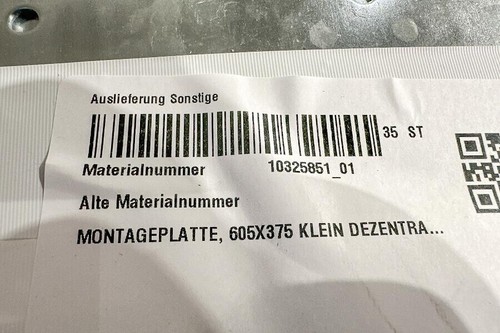 Auslieferung Sonstige
35 ST
Materialnummer 10325851_01
Alte Materialnummer
MONTAGEPLATTE, 605X375 KLEIN DEZENTRA...